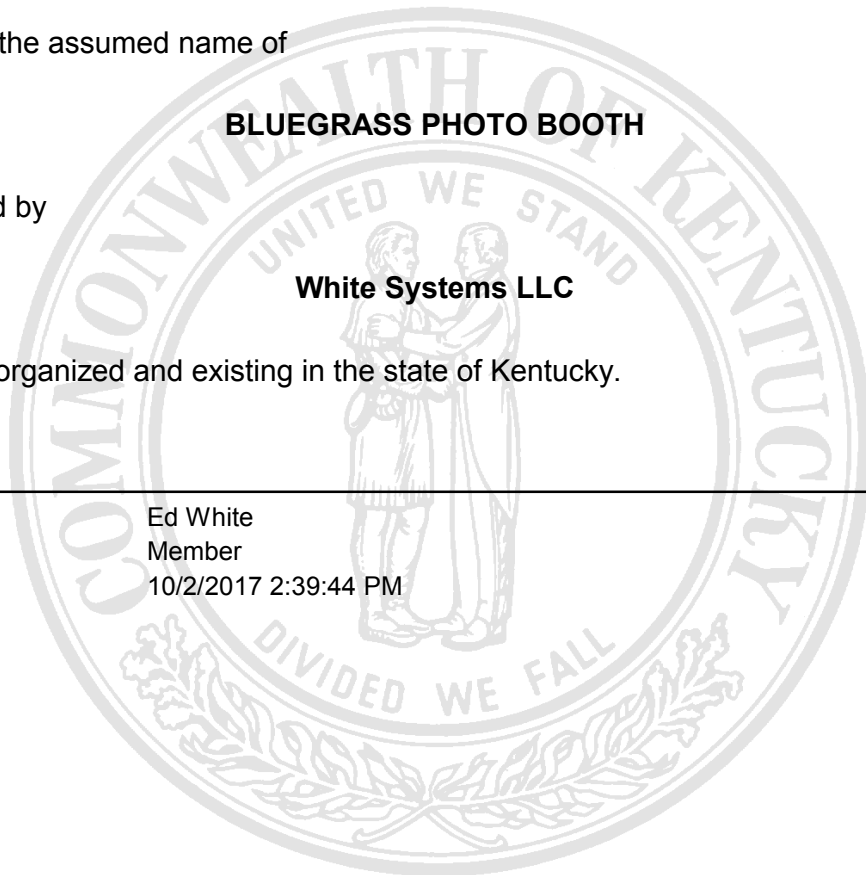 the assumed name of
BLUEGRASS PHOTO BOOTH
d by
White Systems LLC
organized and existing in the state of Kentucky.
Ed White
Member
10/2/2017 2:39:44 PM
COMMONWEALTH OF KENTUCKY
UNITED WE STAND
DIVIDED WE FALL